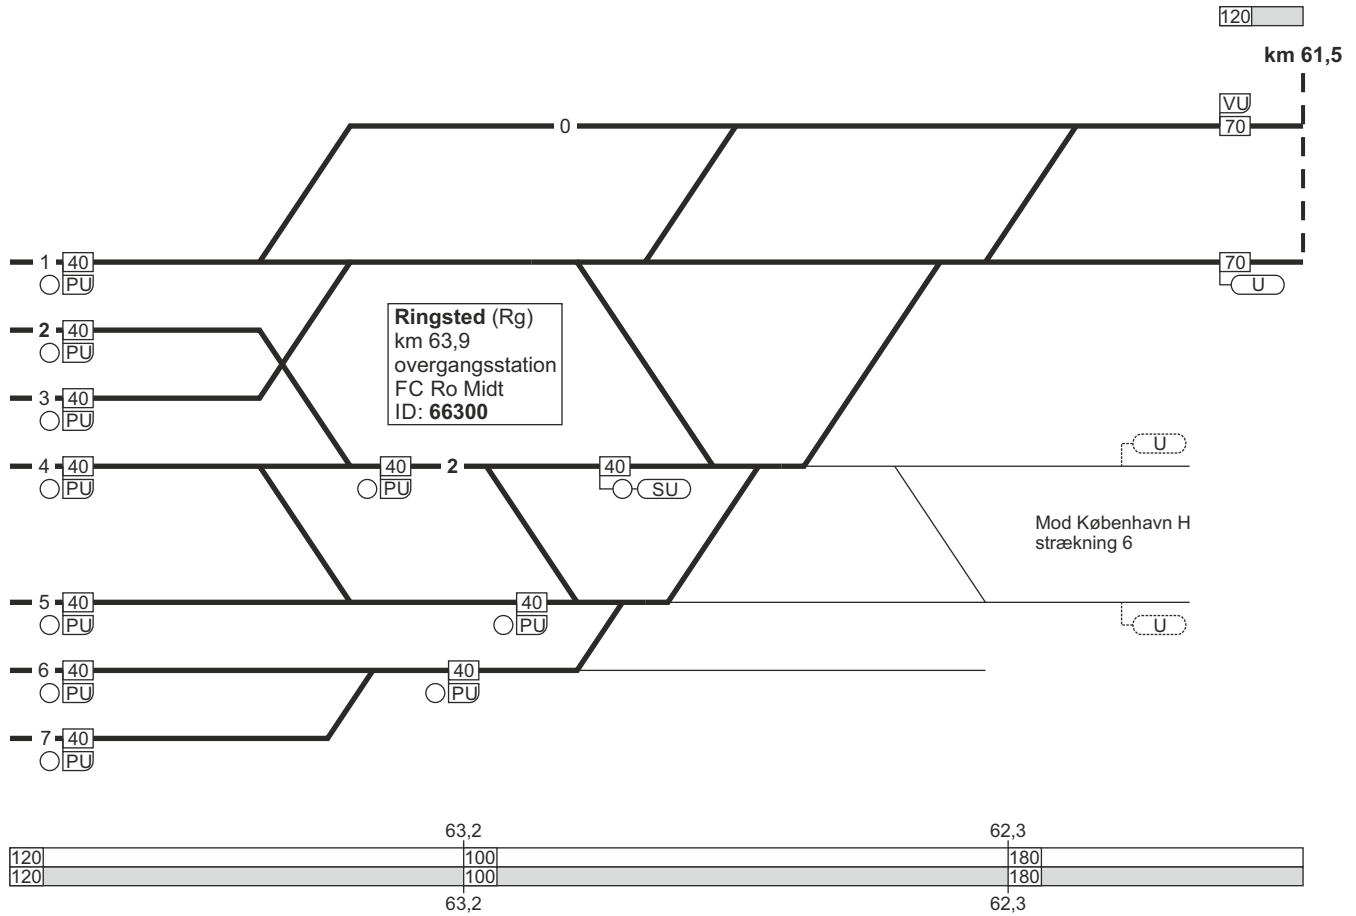 120
km 61,5
VU
0
70
1 40
PU
70
U
2 40
PU
Ringsted (Rg)
km 63,9
overgangsstation
FC Ro Midt
ID: 66300
3 40
PU
4 40
PU
40
PU
2
40
SU
U
Mod København H
strækning 6
5 40
PU
40
PU
U
6 40
PU
40
PU
7 40
PU
63,2
62,3
120
100
180
120
100
180
63,2
62,3